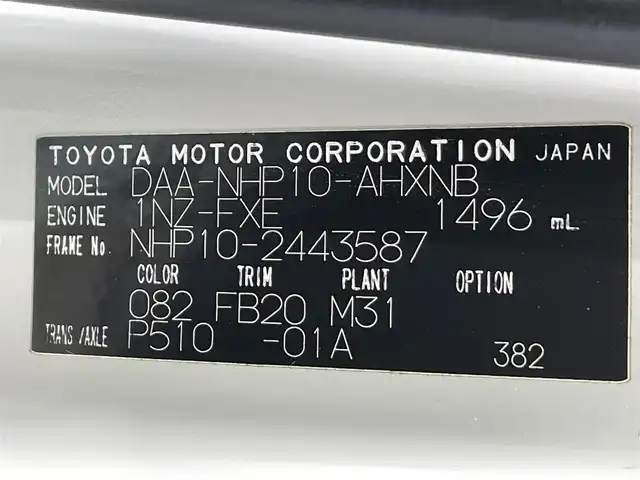 TOYOTA MOTOR CORPORATION JAPAN
MODEL DAA-NHP10-AHXNB
ENGINE 1NZ-FXE 1496 mL
FRAME No. NHP10-2443587
COLOR TRIM PLANT OPTION
082 FB20 M31
TRANS/AXLE P510 -01A 382